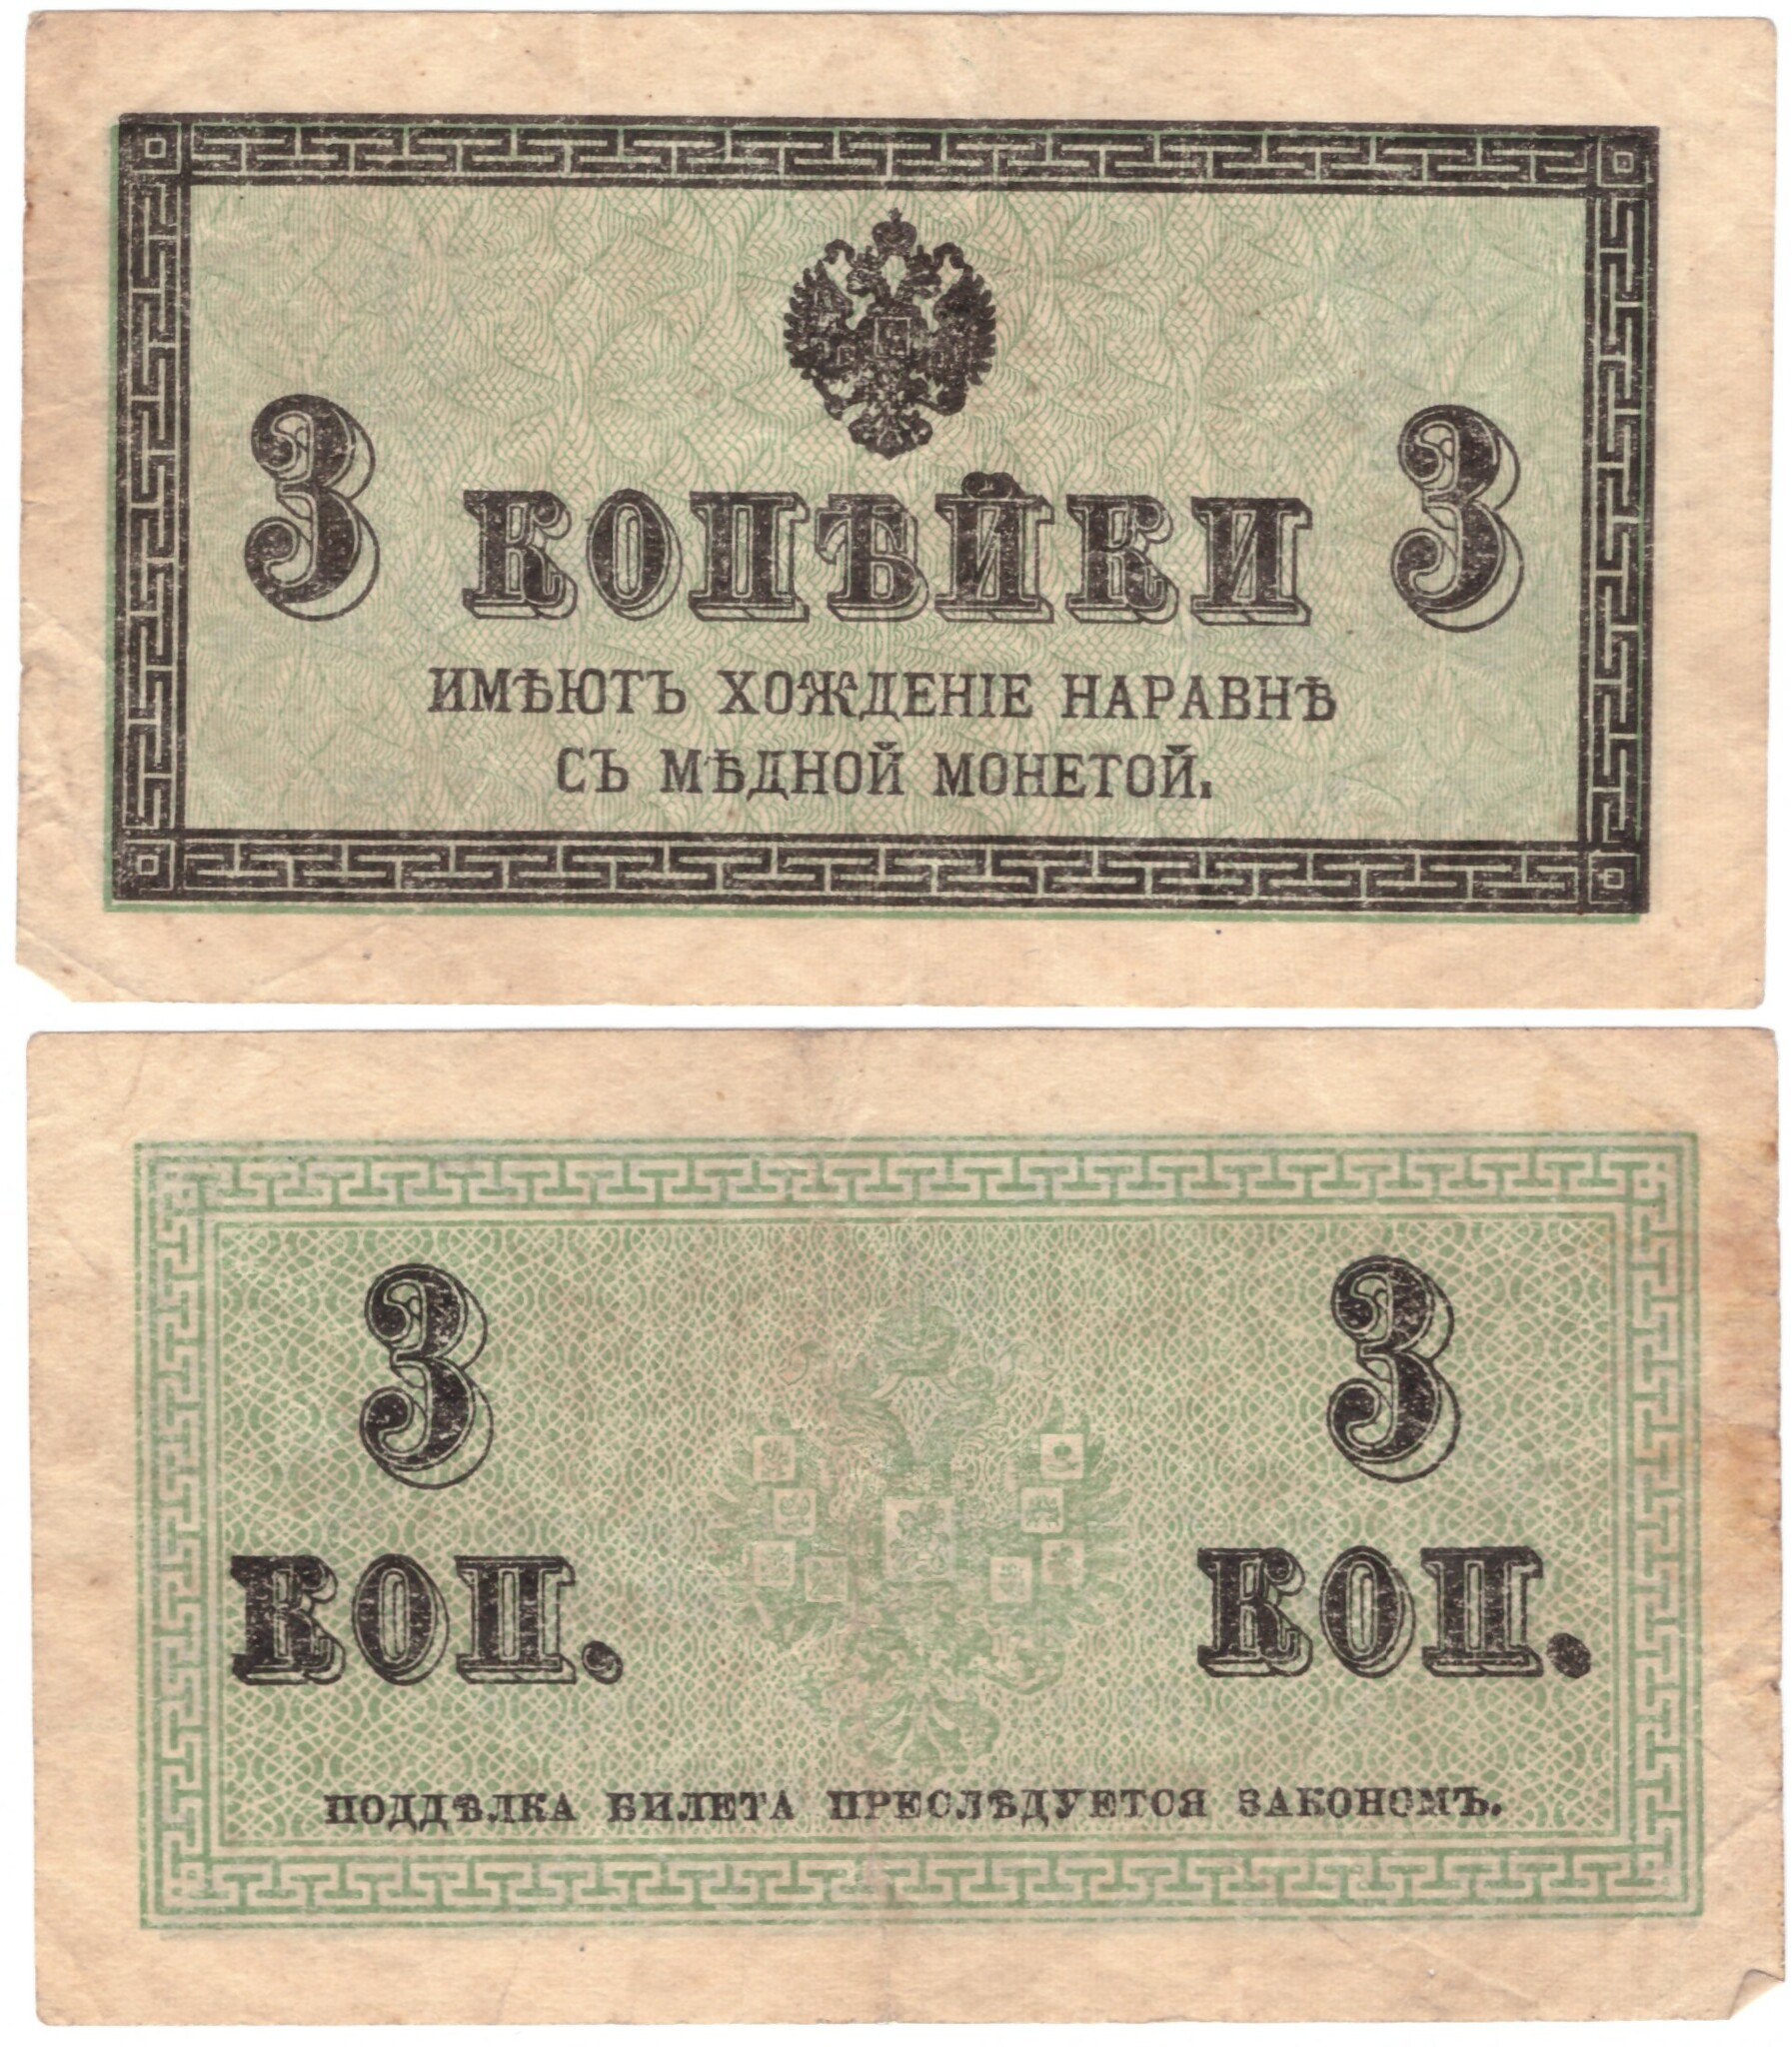 3 КОПѢЙКИ 3
ИМѢЮТЪ ХОЖДЕНІЕ НАРАВНѢ
СЪ МѢДНОЙ МОНЕТОЙ.
3 3
КОП. КОП.
ПОДДѢЛКА БИЛЕТА ПРЕСЛѢДУЕТСЯ ЗАКОНОМЪ.